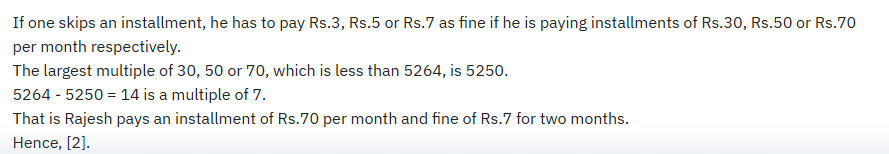 If one skips an installment, he has to pay Rs.3, Rs.5 or Rs.7 as fine if he is paying installments of Rs.30, Rs.50 or Rs.70
per month respectively.
The largest multiple of 30, 50 or 70, which is less than 5264, is 5250.
5264 - 5250 = 14 is a multiple of 7.
That is Rajesh pays an installment of Rs.70 per month and fine of Rs.7 for two months.
Hence, [2].